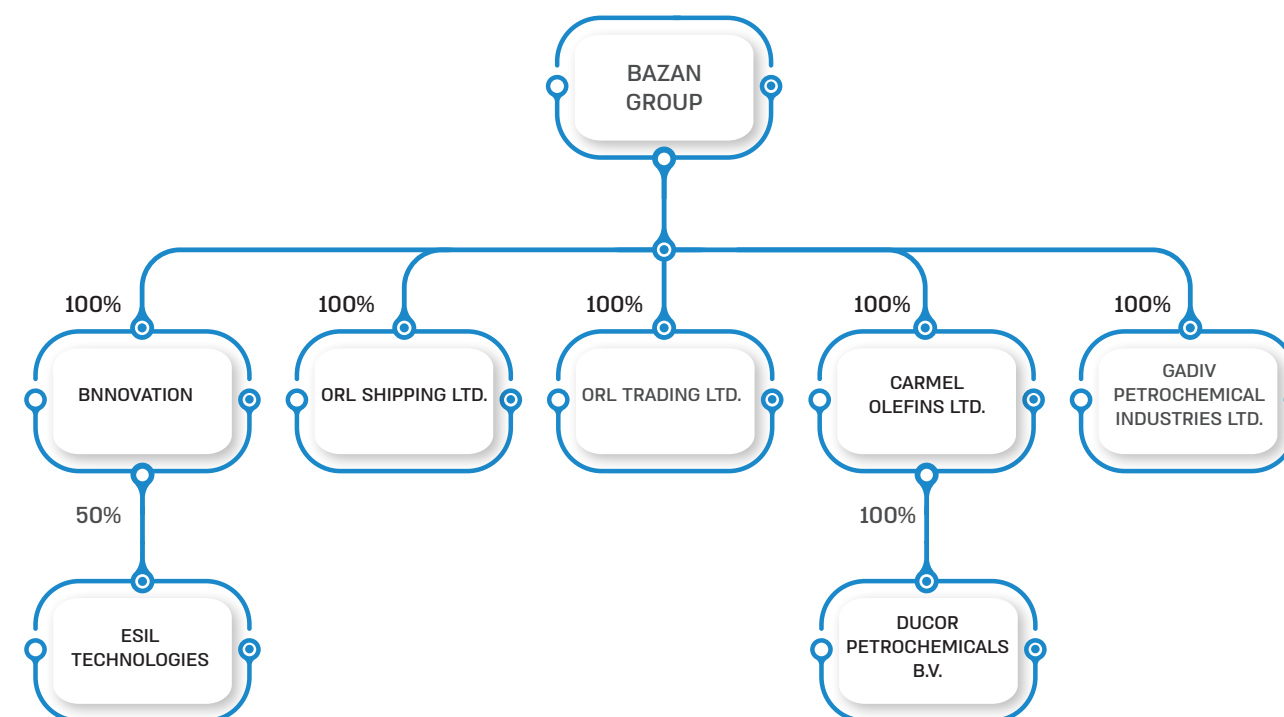 BAZAN
GROUP
100%
100%
100%
100%
100%
BNNOVATION
ORL SHIPPING LTD.
ORL TRADING LTD.
CARMEL
OLEFINS LTD.
GADIV
PETROCHEMICAL
INDUSTRIES LTD.
50%
100%
ESIL
TECHNOLOGIES
DUCOR
PETROCHEMICALS
B.V.